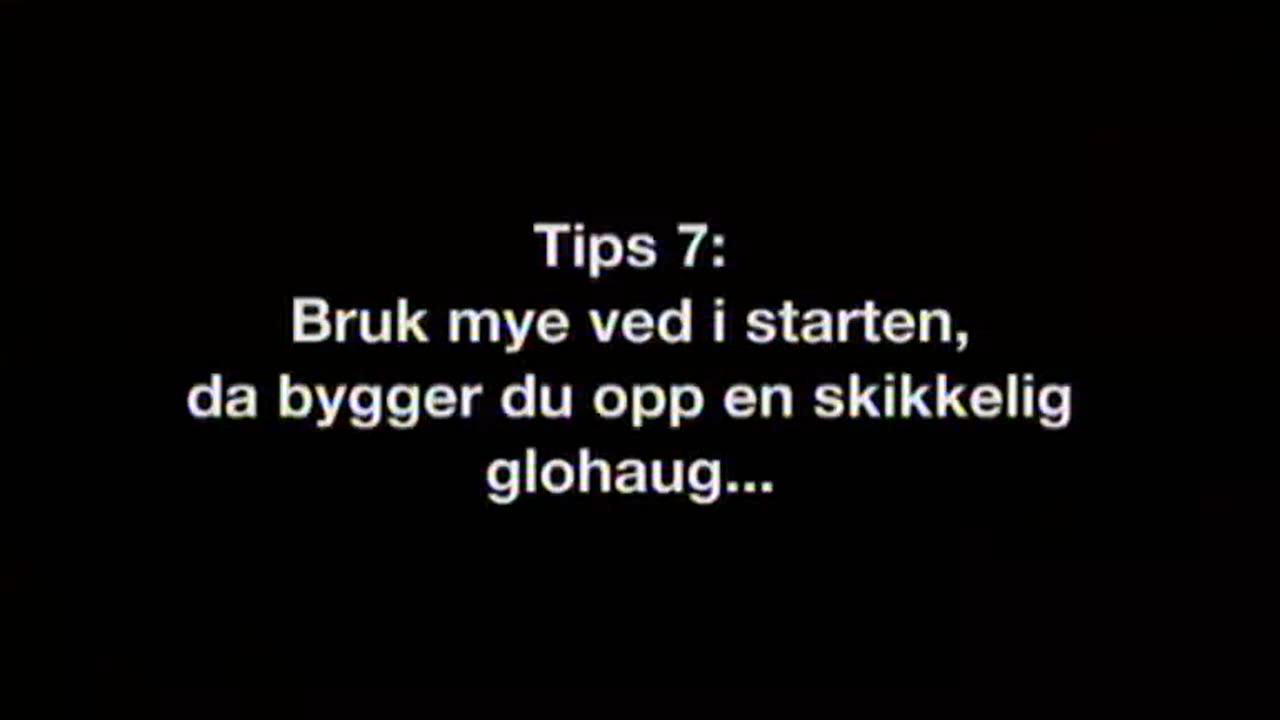 Tips 7:
Bruk mye ved i starten,
da bygger du opp en skikkelig
glohaug...